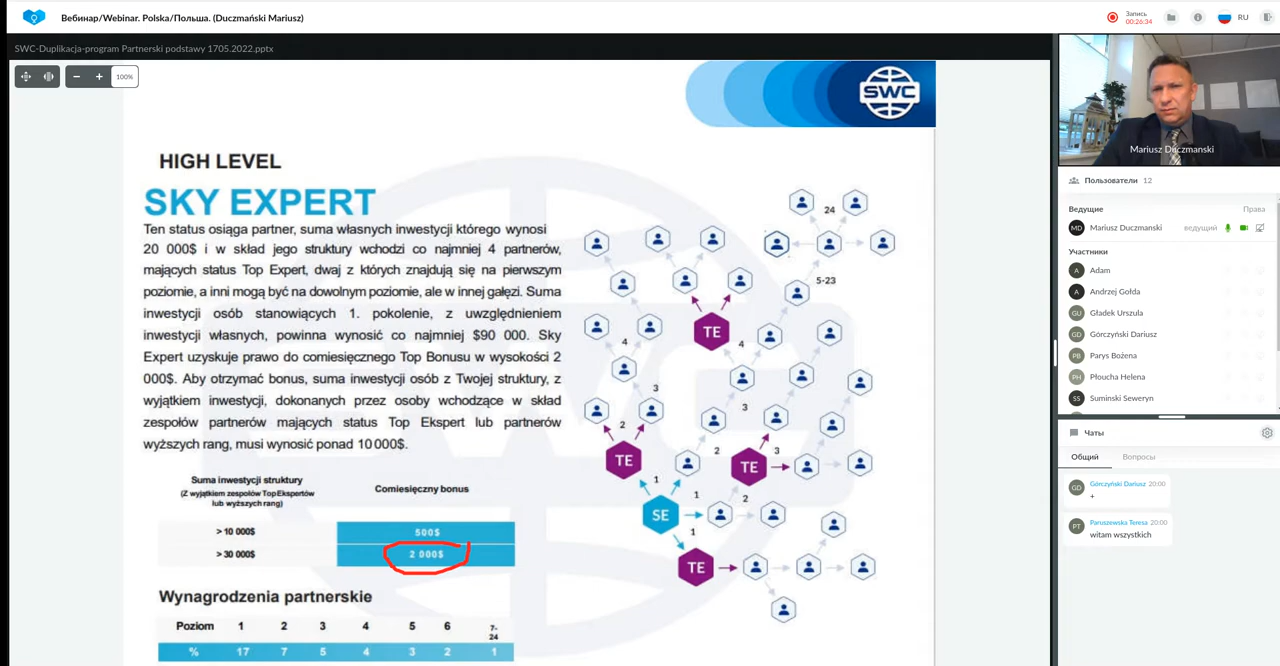 Вебинар/Webinar. Polska/Польша. (Duczmański Mariusz)
Запись
00:26:34
RU
SWC-Duplikacja-program Partnerski podstawy 1705.2022.pptx
100%
SWC
HIGH LEVEL
SKY EXPERT
Ten status osiąga partner, suma własnych inwestycji którego wynosi
20 000$ i w skład jego struktury wchodzi co najmniej 4 partnerów,
mających status Top Expert, dwaj z których znajdują się na pierwszym
poziomie, a inni mogą być na dowolnym poziomie, ale w innej gałęzi. Suma
inwestycji osób stanowiących 1. pokolenie, z uwzględnieniem
inwestycji własnych, powinna wynosić co najmniej $90 000. Sky
Expert uzyskuje prawo do comiesięcznego Top Bonusu w wysokości 2
000$. Aby otrzymać bonus, suma inwestycji osób z Twojej struktury, z
wyjątkiem inwestycji, dokonanych przez osoby wchodzące w skład
zespołów partnerów mających status Top Ekspert lub partnerów
wyższych rang, musi wynosić ponad 10 000$.
Suma inwestycji struktury
(Z wyjątkiem zespołów TopEkspertów
lub wyższych rang)
Comiesięczny bonus
> 10 000$ 500$
> 30 000$ 2 000$
Wynagrodzenia partnerskie
Poziom 1 2 3 4 5 6 7-
24
% 17 7 5 4 3 2 1
24
5-23
TE
4
4
3
3
2
TE
2
TE
3
1
1
2
SE
1
TE
Mariusz Duczmanski
Пользователи 12
Ведущие Права
MD Mariusz Duczmanski ведущий
Участники
A Adam
A Andrzej Gołda
GU Gładek Urszula
GD Górczyński Dariusz
PB Parys Bożena
PH Płoucha Helena
SS Suminski Seweryn
Чаты
Общий Вопросы
GD Górczyński Dariusz 20:00
+
PT Paruszewska Teresa 20:00
witam wszystkich